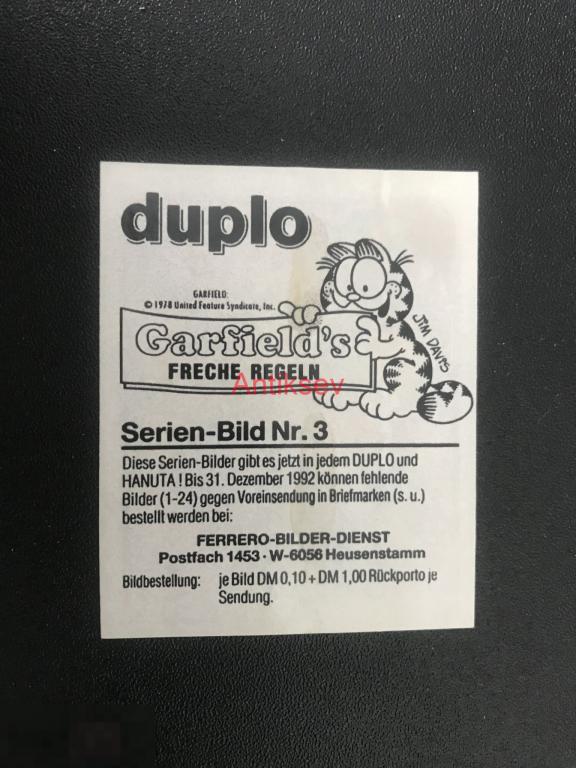 duplo
GARFIELD:
© 1978 United Feature Syndicate, Inc.
Garfield's
FRECHE REGELN
JIM DAVIS
Antiksev
Serien-Bild Nr. 3
Diese Serien-Bilder gibt es jetzt in jedem DUPLO und
HANUTA ! Bis 31. Dezember 1992 können fehlende
Bilder (1-24) gegen Voreinsendung in Briefmarken (s. u.)
bestellt werden bei:
FERRERO-BILDER-DIENST
Postfach 1453 · W-6056 Heusenstamm
Bildbestellung: je Bild DM 0,10 + DM 1,00 Rückporto je
Sendung.